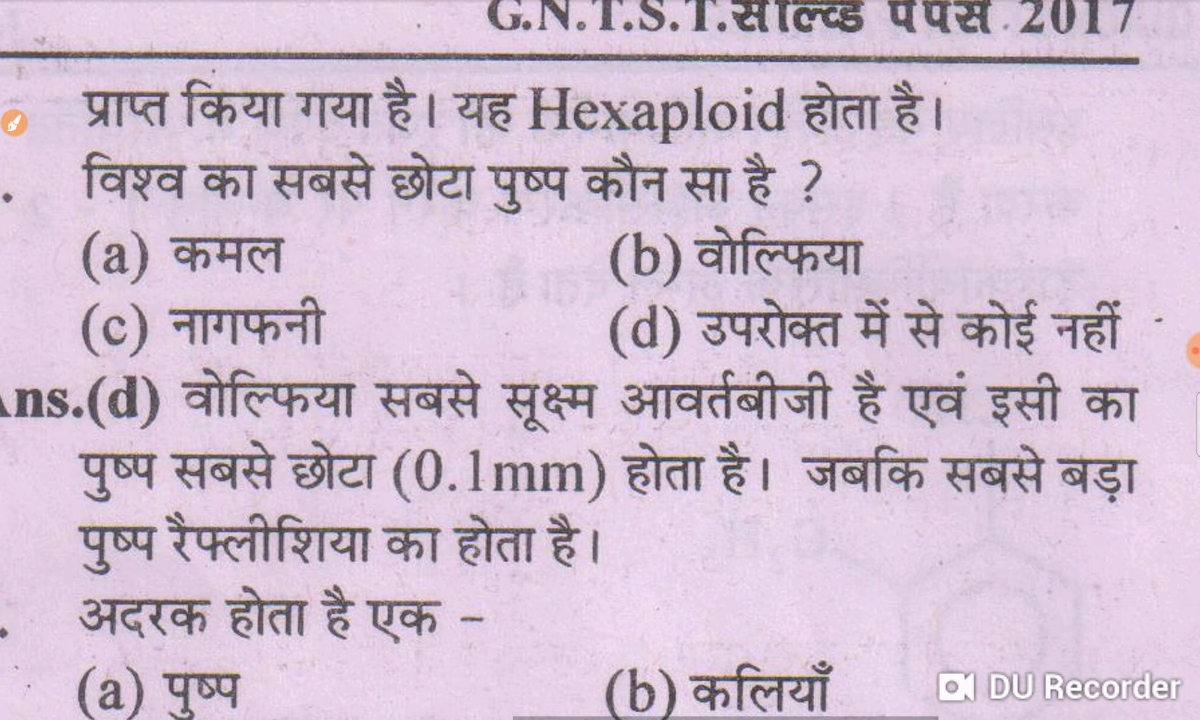 G.N.T.S.T.साल्व्ड पेपर्स 2017
प्राप्त किया गया है। यह Hexaploid होता है।
. विश्व का सबसे छोटा पुष्प कौन सा है ?
(a) कमल (b) वोल्फिया
(c) नागफनी (d) उपरोक्त में से कोई नहीं
Ans.(d) वोल्फिया सबसे सूक्ष्म आवर्तबीजी है एवं इसी का
पुष्प सबसे छोटा (0.1mm) होता है। जबकि सबसे बड़ा
पुष्प रैफ्लीशिया का होता है।
. अदरक होता है एक –
(a) पुष्प (b) कलियाँ
DU Recorder